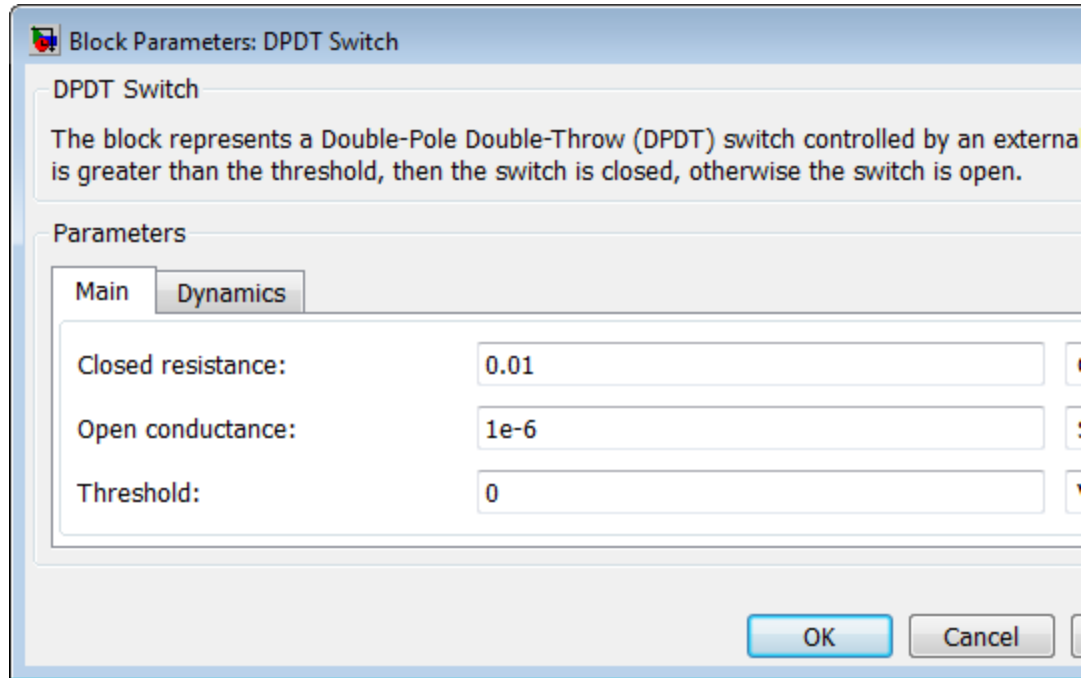 Block Parameters: DPDT Switch
DPDT Switch
The block represents a Double-Pole Double-Throw (DPDT) switch controlled by an
is greater than the threshold, then the switch is closed, otherwise the switch is open.
Parameters
Main Dynamics
Closed resistance: 0.01
Open conductance: 1e-6
Threshold: 0
OK Cancel